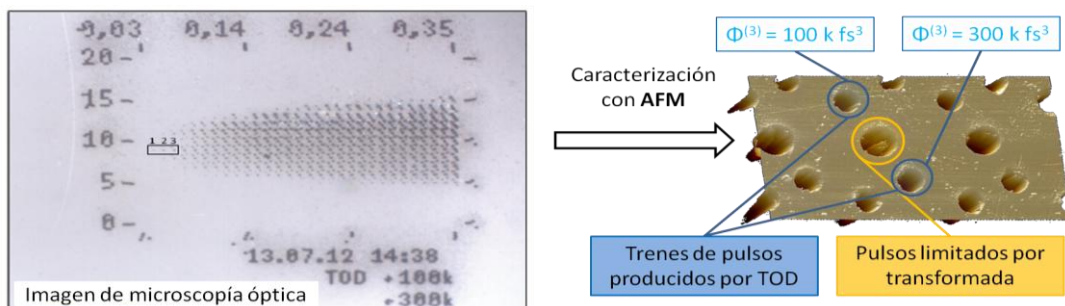 -0,03 0,14 0,24 0,35
20
15
10
5
0
1 2 3
13.07.12 14:38
TOD +100k
+300k
Imagen de microscopía óptica
Caracterización
con AFM
Φ(3) = 100 k fs3
Φ(3) = 300 k fs3
Trenes de pulsos
producidos por TOD
Pulsos limitados por
transformada